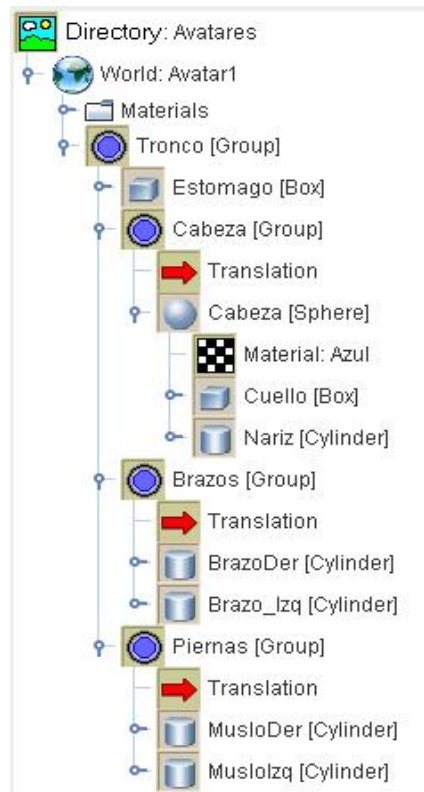 Directory: Avatares
World: Avatar1
Materials
Tronco [Group]
Estomago [Box]
Cabeza [Group]
Translation
Cabeza [Sphere]
Material: Azul
Cuello [Box]
Nariz [Cylinder]
Brazos [Group]
Translation
BrazoDer [Cylinder]
Brazo_Izq [Cylinder]
Piernas [Group]
Translation
MusloDer [Cylinder]
MusloIzq [Cylinder]